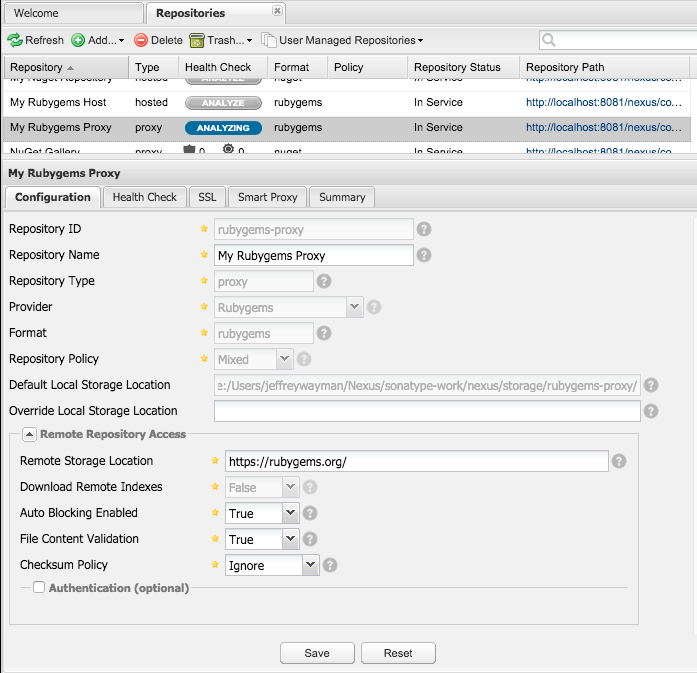 Welcome Repositories
Refresh Add... Delete Trash... User Managed Repositories
Repository Type Health Check Format Policy Repository Status Repository Path
My Nuget Repository hosted ANALYZE nuget In Service http://localhost:8081/nexus/co...
My Rubygems Host hosted ANALYZE rubygems In Service http://localhost:8081/nexus/co...
My Rubygems Proxy proxy ANALYZING rubygems In Service http://localhost:8081/nexus/co...
NuGet Gallery proxy 0 0 nuget In Service http://localhost:8081/nexus/co...
My Rubygems Proxy
Configuration Health Check SSL Smart Proxy Summary
Repository ID rubygems-proxy
Repository Name My Rubygems Proxy
Repository Type proxy
Provider Rubygems
Format rubygems
Repository Policy Mixed
Default Local Storage Location e:/Users/jeffreywayman/Nexus/sonatype-work/nexus/storage/rubygems-proxy/
Override Local Storage Location
Remote Repository Access
Remote Storage Location https://rubygems.org/
Download Remote Indexes False
Auto Blocking Enabled True
File Content Validation True
Checksum Policy Ignore
Authentication (optional)
Save Reset